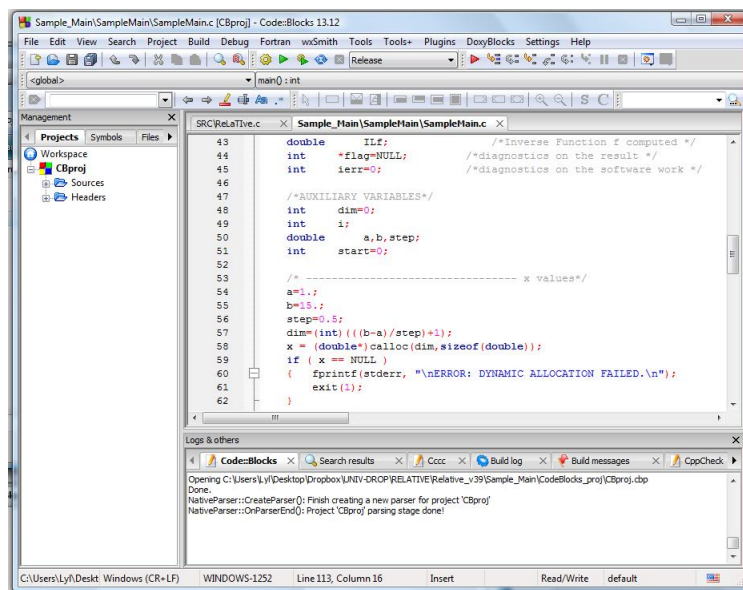 Sample_Main\SampleMain\SampleMain.c [CBproj] - Code::Blocks 13.12
File Edit View Search Project Build Debug Fortran wxSmith Tools Tools+ Plugins DoxyBlocks Settings Help
Release
<global>
main() : int
S C
Management
Projects Symbols Files
Workspace
CBproj
Sources
Headers
SRC\ReLaTIve.c Sample_Main\SampleMain\SampleMain.c
43 double ILf; /*Inverse Function f computed */
44 int *flag=NULL; /*diagnostics on the result */
45 int ierr=0; /*diagnostics on the software work */
46
47 /*AUXILIARY VARIABLES*/
48 int dim=0;
49 int i;
50 double a,b,step;
51 int start=0;
52
53 /* --------------------------------- x values*/
54 a=1.;
55 b=15.;
56 step=0.5;
57 dim=(int)(((b-a)/step)+1);
58 x = (double*)calloc(dim,sizeof(double));
59 if ( x == NULL )
60 { fprintf(stderr, "\nERROR: DYNAMIC ALLOCATION FAILED.\n");
61 exit(1);
62 }
Logs & others
Code::Blocks Search results Cccc Build log Build messages CppCheck
Opening C:\Users\Lyl\Desktop\Dropbox\UNIV-DROP\RELATIVE\Relative_v39\Sample_Main\CodeBlocks_proj\CBproj.cbp
Done.
NativeParser::CreateParser(): Finish creating a new parser for project 'CBproj'
NativeParser::OnParserEnd(): Project 'CBproj' parsing stage done!
C:\Users\Lyl\Deskt Windows (CR+LF) WINDOWS-1252 Line 113, Column 16 Insert Read/Write default